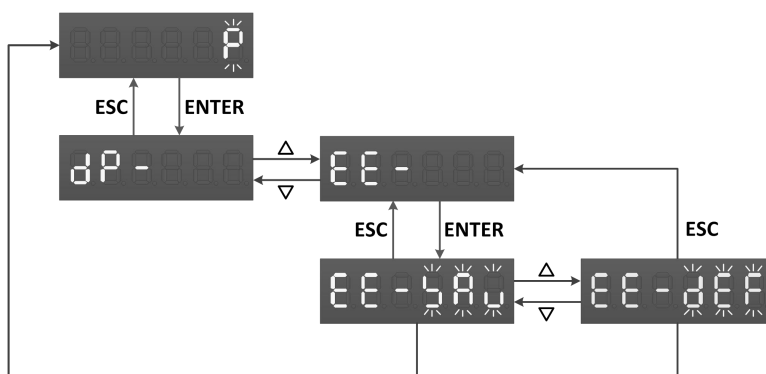 P
ESC ENTER
dP- △ EE-
▽
ESC ENTER ESC
EE-SAv △ EE-dEF
▽